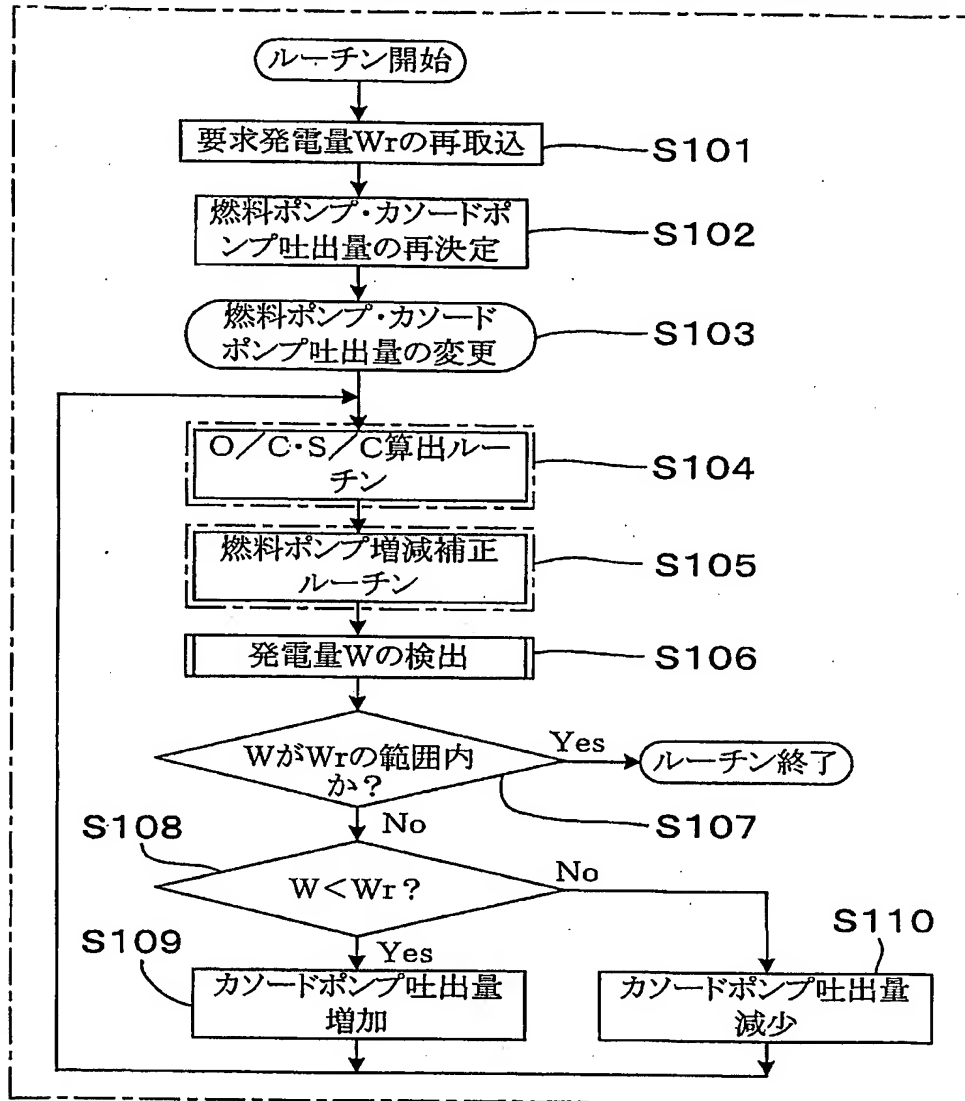 ルーチン開始
要求発電量Wrの再取込
S101
燃料ポンプ・カソードポ
ンプ吐出量の再決定
S102
燃料ポンプ・カソード
ポンプ吐出量の変更
S103
O/C・S/C算出ルー
チン
S104
燃料ポンプ増減補正
ルーチン
S105
発電量Wの検出
S106
WがWrの範囲内
か?
Yes
ルーチン終了
S107
No
S108
W<Wr?
No
Yes
S109
カソードポンプ吐出量
増加
S110
カソードポンプ吐出量
減少